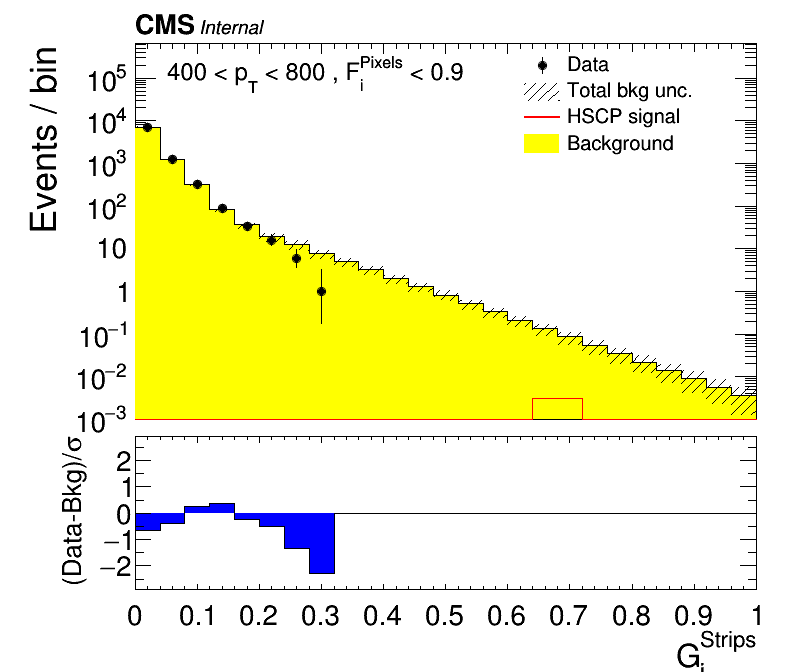 CMS Internal
400 < p_T < 800 , F_i^Pixels < 0.9
Data
Total bkg unc.
HSCP signal
Background
Events / bin
10^5
10^4
10^3
10^2
10
1
10^−1
10^−2
10^−3
(Data-Bkg)/σ
2
1
0
−1
−2
0 0.1 0.2 0.3 0.4 0.5 0.6 0.7 0.8 0.9 1
G_i^Strips